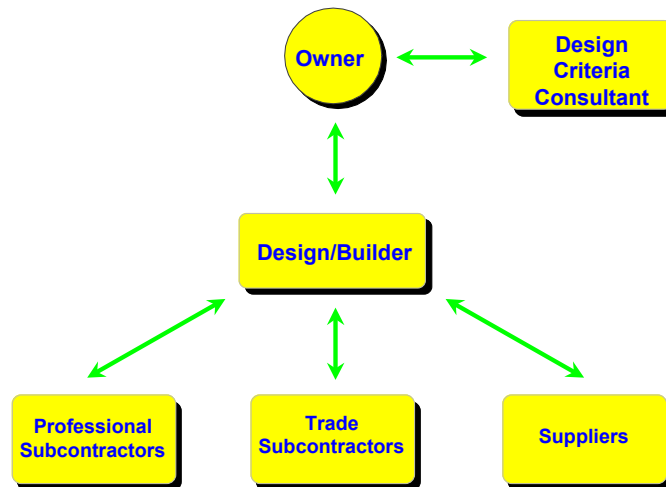 Owner
Design
Criteria
Consultant
Design/Builder
Professional
Subcontractors
Trade
Subcontractors
Suppliers